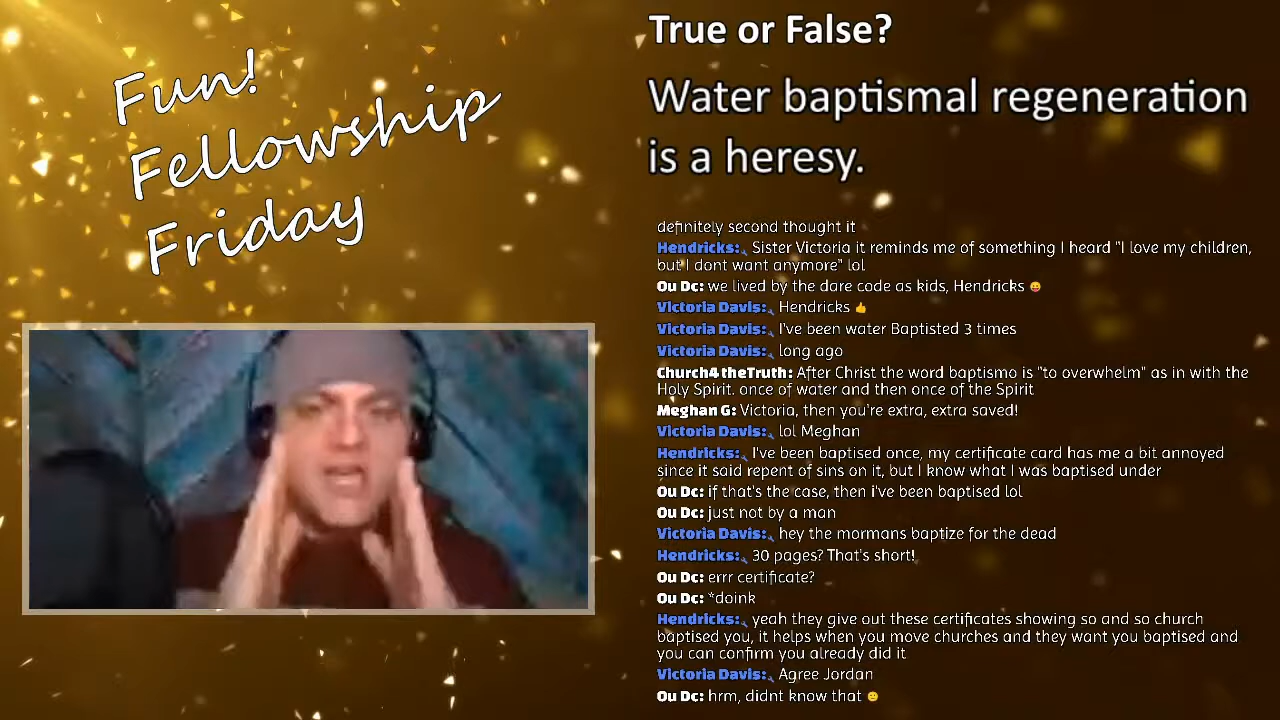 Fun!
Fellowship
Friday
True or False?
Water baptismal regeneration
is a heresy.
definitely second thought it
Hendricks: Sister Victoria it reminds me of something I heard "I love my children,
but I dont want anymore" lol
Ou Dc: we lived by the dare code as kids, Hendricks 😛
Victoria Davis: Hendricks 👍
Victoria Davis: I've been water Baptisted 3 times
Victoria Davis: long ago
Church4theTruth: After Christ the word baptismo is "to overwhelm" as in with the
Holy Spirit. once of water and then once of the Spirit
Meghan G: Victoria, then you're extra, extra saved!
Victoria Davis: lol Meghan
Hendricks: I've been baptised once, my certificate card has me a bit annoyed
since it said repent of sins on it, but I know what I was baptised under
Ou Dc: if that's the case, then i've been baptised lol
Ou Dc: just not by a man
Victoria Davis: hey the mormans baptize for the dead
Hendricks: 30 pages? That's short!
Ou Dc: errr certificate?
Ou Dc: *doink
Hendricks: yeah they give out these certificates showing so and so church
baptised you, it helps when you move churches and they want you baptised and
you can confirm you already did it
Victoria Davis: Agree Jordan
Ou Dc: hrm, didnt know that 🙂